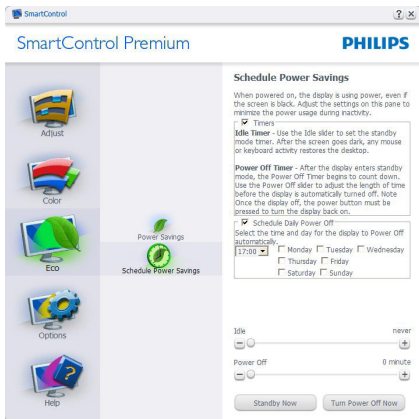 SmartControl
SmartControl Premium
PHILIPS
Adjust
Color
Eco
Options
Help
Power Savings
Schedule Power Savings
Schedule Power Savings
When powered on, the display is using power, even if
the screen is black. Adjust the settings on this pane to
minimize the power usage during inactivity.
Timers
Idle Timer - Use the Idle slider to set the standby
mode timer. After the screen goes dark, any mouse
or keyboard activity restores the desktop.
Power Off Timer - After the display enters standby
mode, the Power Off Timer begins to count down.
Use the Power Off slider to adjust the length of time
before the display is automatically turned off. Note
Once the display off, the power button must be
pressed to turn the display back on.
Schedule Daily Power Off
Select the time and day for the display to Power Off
automatically.
17:00 Monday Tuesday Wednesday
Thursday Friday
Saturday Sunday
Idle never
Power Off 0 minute
Standby Now Turn Power Off Now